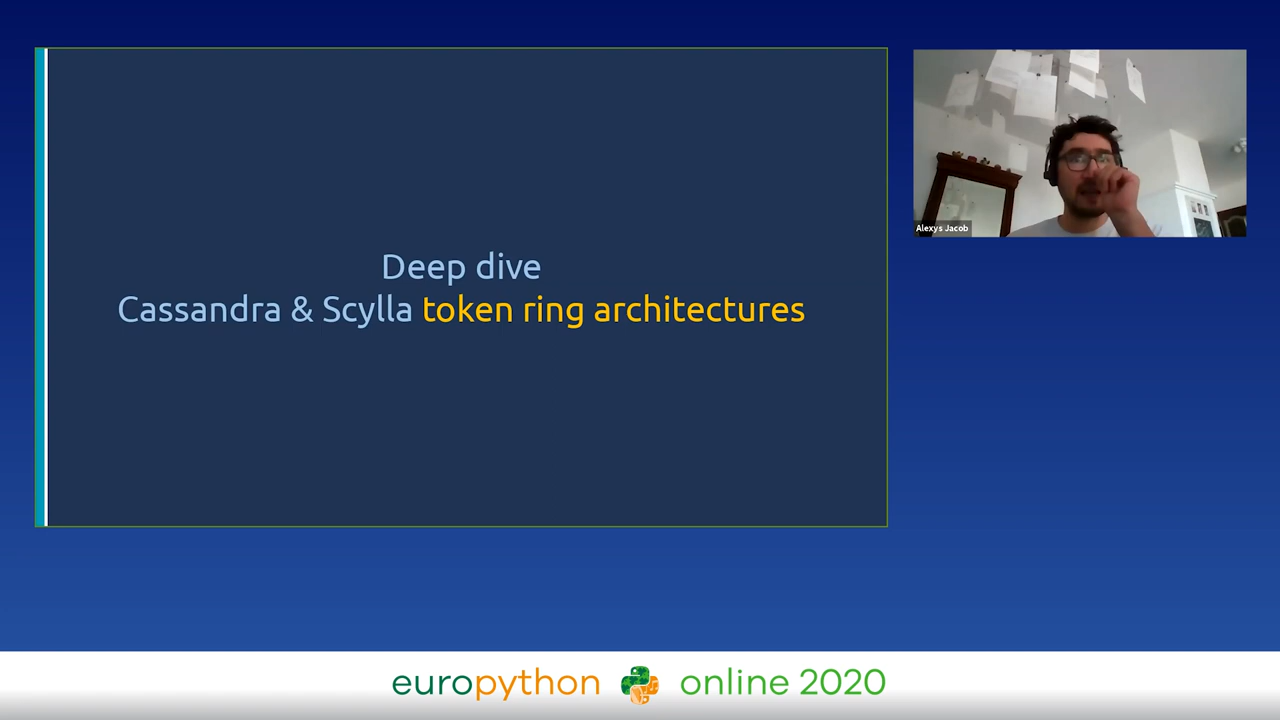 Deep dive
Cassandra & Scylla token ring architectures
Alexys Jacob
europython online 2020